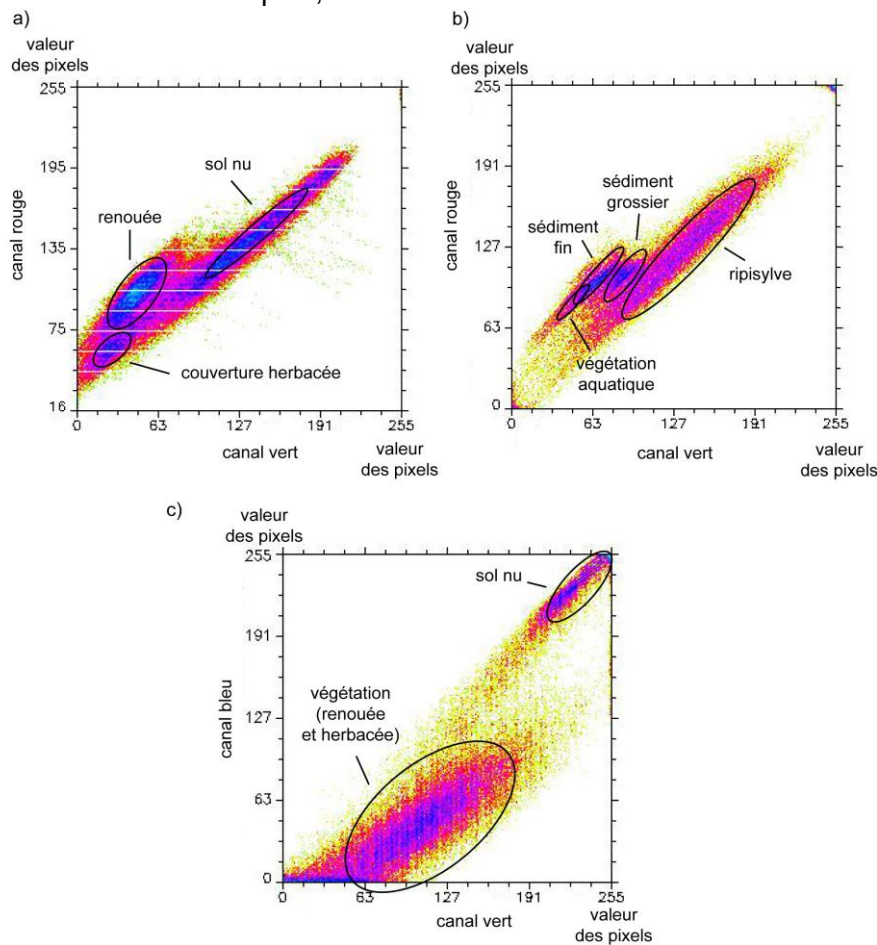 a)
valeur
des pixels
255
195
135
75
16
canal rouge
sol nu
renouée
couverture herbacée
0
63
127
191
255
canal vert
valeur
des pixels
b)
valeur
des pixels
255
191
127
63
0
canal rouge
sédiment
grossier
sédiment
fin
ripisylve
végétation
aquatique
0
63
127
191
255
canal vert
valeur
des pixels
c)
valeur
des pixels
255
191
127
63
0
canal bleu
sol nu
végétation
(renouée
et herbacée)
0
63
127
191
255
canal vert
valeur
des pixels